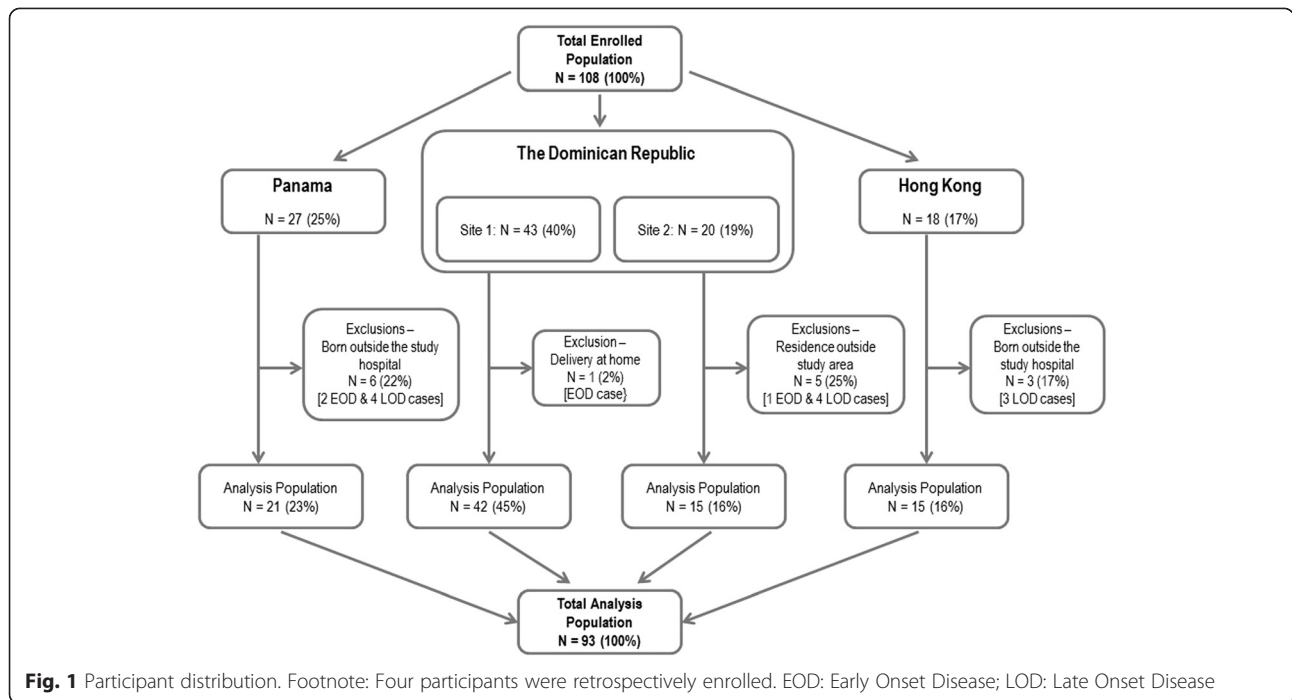 Total Enrolled
Population
N = 108 (100%)
Panama
N = 27 (25%)
The Dominican Republic
Site 1: N = 43 (40%)
Site 2: N = 20 (19%)
Hong Kong
N = 18 (17%)
Exclusions –
Born outside the study
hospital
N = 6 (22%)
[2 EOD & 4 LOD cases]
Exclusion –
Delivery at home
N = 1 (2%)
[EOD case}
Exclusions –
Residence outside
study area
N = 5 (25%)
[1 EOD & 4 LOD cases]
Exclusions –
Born outside the
study hospital
N = 3 (17%)
[3 LOD cases]
Analysis Population
N = 21 (23%)
Analysis Population
N = 42 (45%)
Analysis Population
N = 15 (16%)
Analysis Population
N = 15 (16%)
Total Analysis
Population
N = 93 (100%)
Fig. 1 Participant distribution. Footnote: Four participants were retrospectively enrolled. EOD: Early Onset Disease; LOD: Late Onset Disease